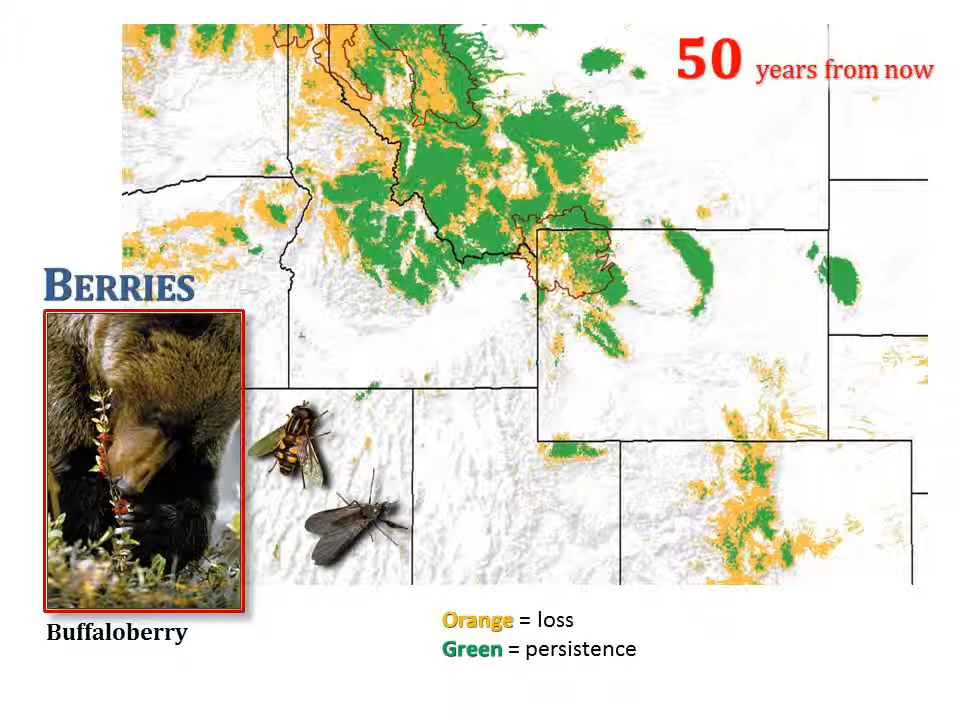 50 years from now
BERRIES
Buffaloberry
Orange = loss
Green = persistence